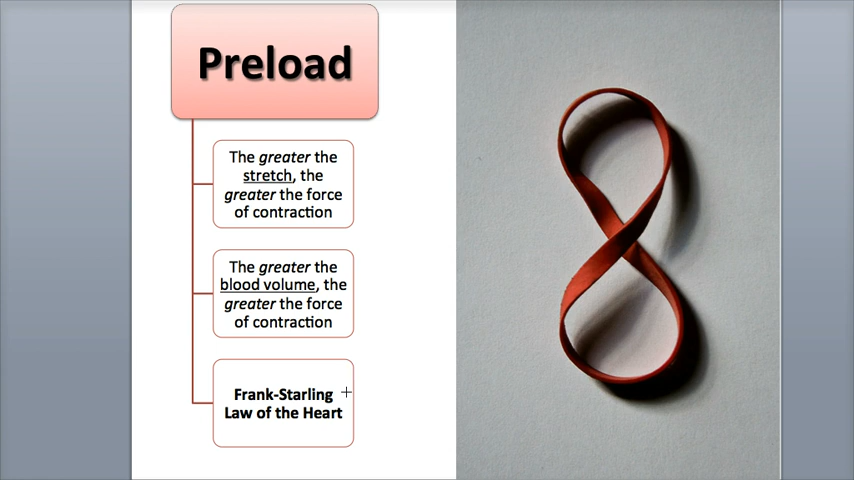 Preload
The greater the
stretch, the
greater the force
of contraction
The greater the
blood volume, the
greater the force
of contraction
Frank-Starling
Law of the Heart